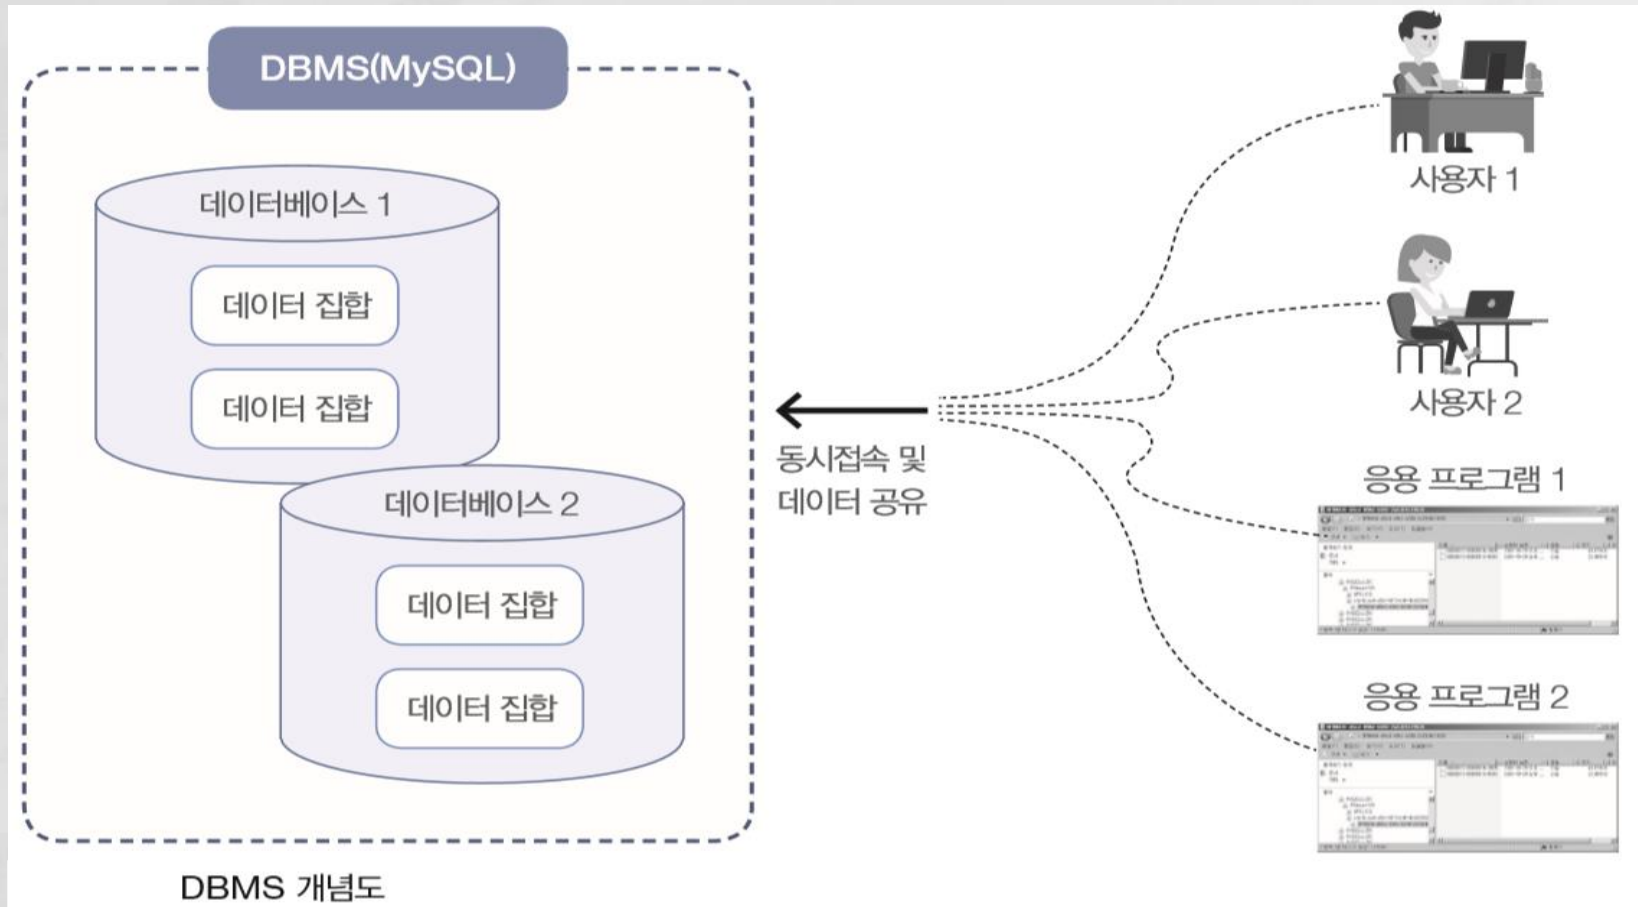 DBMS(MySQL)
데이터베이스 1
데이터 집합
데이터 집합
데이터베이스 2
데이터 집합
데이터 집합
동시접속 및
데이터 공유
사용자 1
사용자 2
응용 프로그램 1
응용 프로그램 2
DBMS 개념도